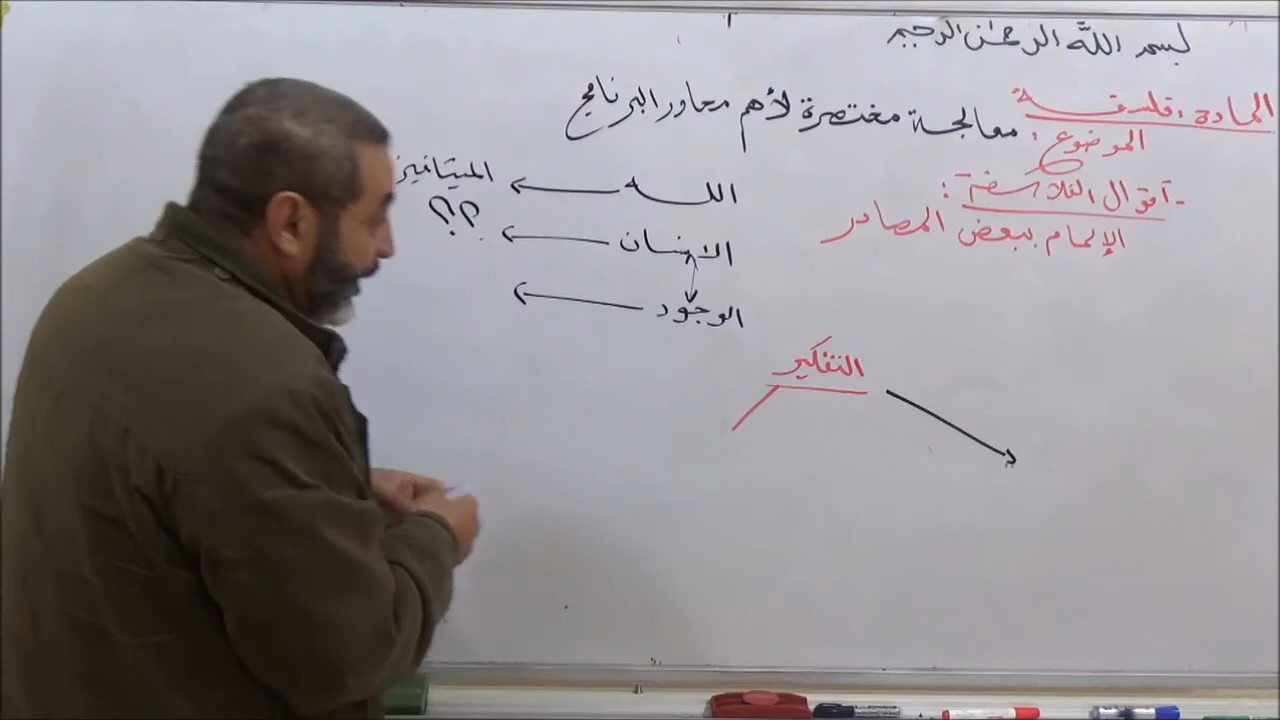 بسم الله الرحمن الرحيم
المادة : فلسفة
الموضوع : معالجة مختصرة لأهم محاور البرنامج
- أقوال الفلاسفة :
الإلمام ببعض المصادر
الله ← الميتافيز
الإنسان ← ؟؟
الوجود ←
التفكير